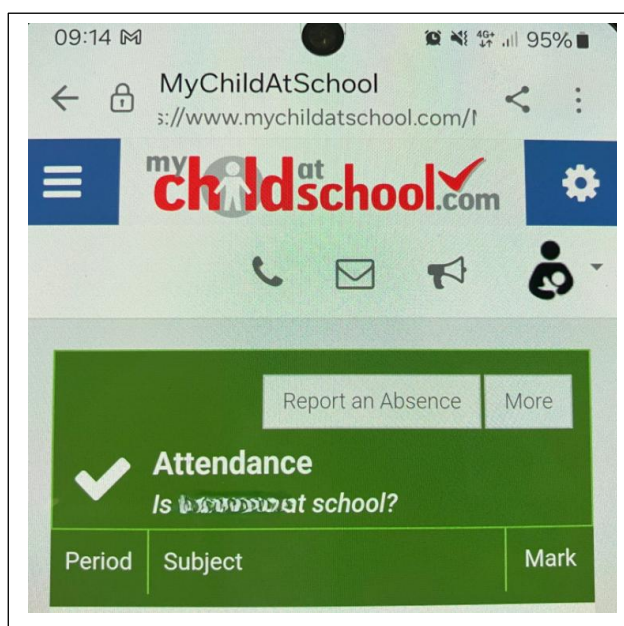 09:14 4G+ 95%
MyChildAtSchool
s://www.mychildatschool.com/
my child at school.com
Report an Absence More
Attendance
Is at school?
Period Subject Mark